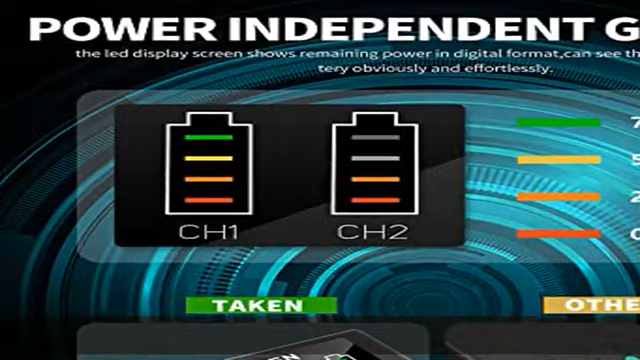 POWER INDEPENDENT G
the led display screen shows remaining power in digital format,can see th
tery obviously and effortlessly.
CH1
CH2
TAKEN
OTHE